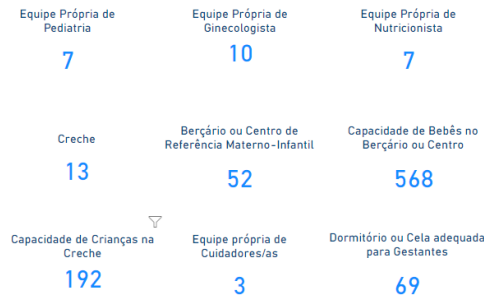 Equipe Própria de
Pediatria
7
Equipe Própria de
Ginecologista
10
Equipe Própria de
Nutricionista
7
Creche
13
Berçário ou Centro de
Referência Materno-Infantil
52
Capacidade de Bebês no
Berçário ou Centro
568
Capacidade de Crianças na
Creche
192
Equipe própria de
Cuidadores/as
3
Dormitório ou Cela adequada
para Gestantes
69